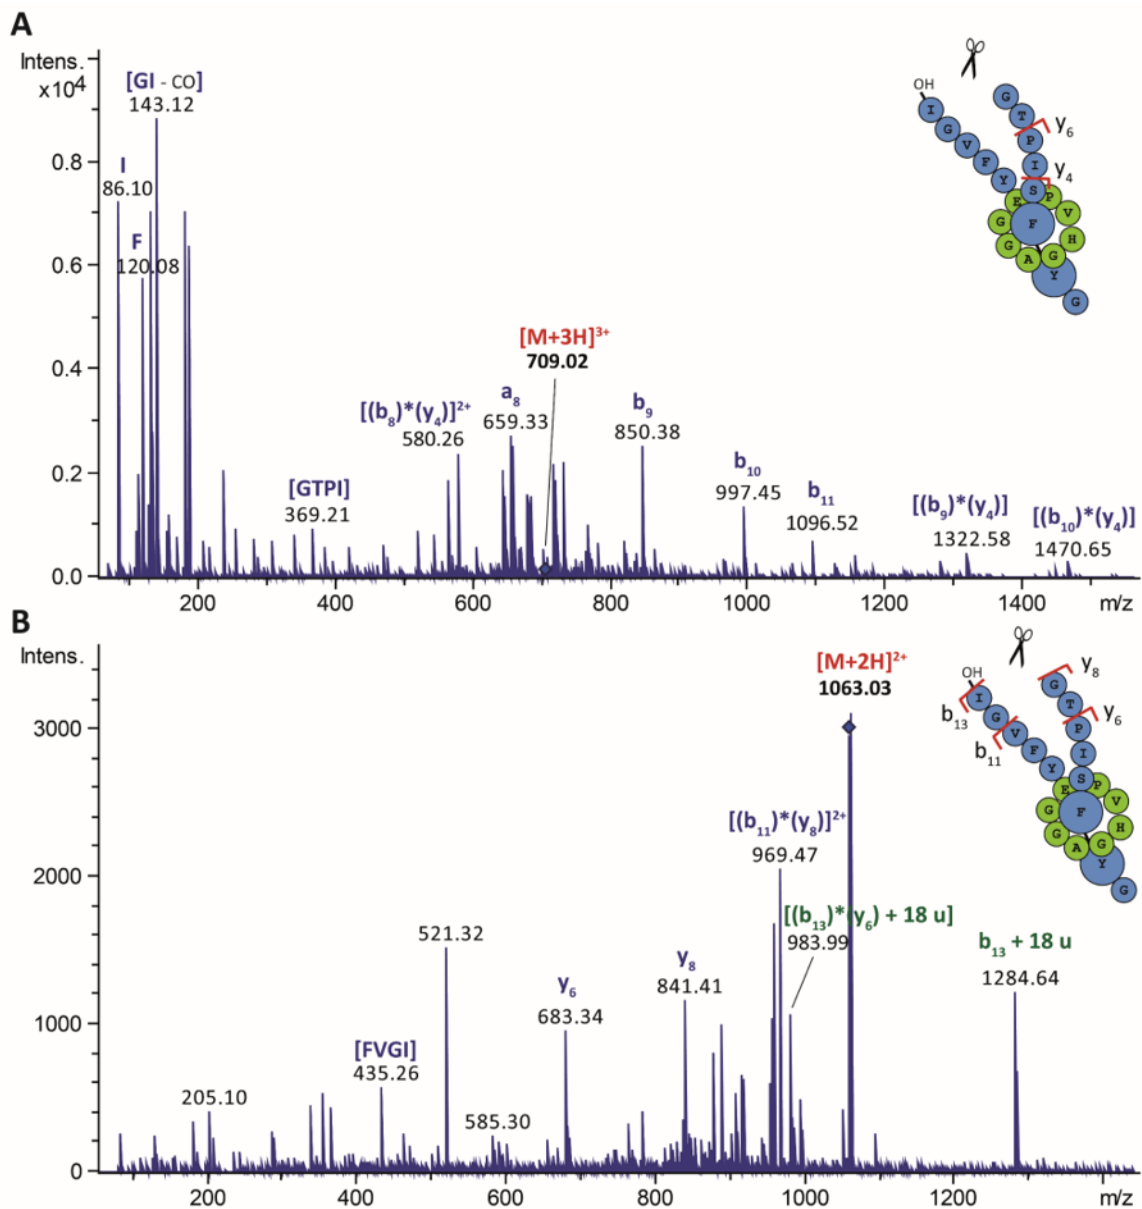 A
Intens.
x10⁴
0.8
0.6
0.4
0.2
0.0
[GI - CO]
143.12
I
86.10
F
120.08
[GTPI]
369.21
[(b₈)*(y₄)]²⁺
580.26
a₈
659.33
[M+3H]³⁺
709.02
b₉
850.38
b₁₀
997.45
b₁₁
1096.52
[(b₉)*(y₄)]
1322.58
[(b₁₀)*(y₄)]
1470.65
200 400 600 800 1000 1200 1400 m/z
OH
I G V F Y E G G A G H V P
G T P I S F Y G
y₆
y₄
B
Intens.
3000
2000
1000
0
205.10
[FVGI]
435.26
521.32
585.30
y₆
683.34
y₈
841.41
[(b₁₁)*(y₈)]²⁺
969.47
[(b₁₃)*(y₆) + 18 u]
983.99
[M+2H]²⁺
1063.03
b₁₃ + 18 u
1284.64
200 400 600 800 1000 1200 m/z
OH
I G V F Y E G G A G H V P
G T P I S F Y G
b₁₃
b₁₁
y₈
y₆